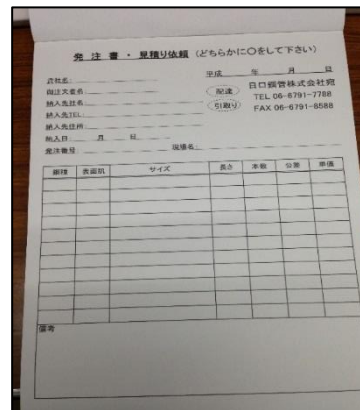 発注書・見積り依頼（どちらかに〇をして下さい）
平成　年　月　日
貴社名：
御注文者名：
配達
日口鋼管株式会社宛
納入先社名：
TEL 06-6791-7788
納入先TEL：
引取り
FAX 06-6791-8588
納入先住所：
納入日：　月　日
発注番号：　現場名：
鋼種　表面肌　サイズ　長さ　本数　公差　単価
備考